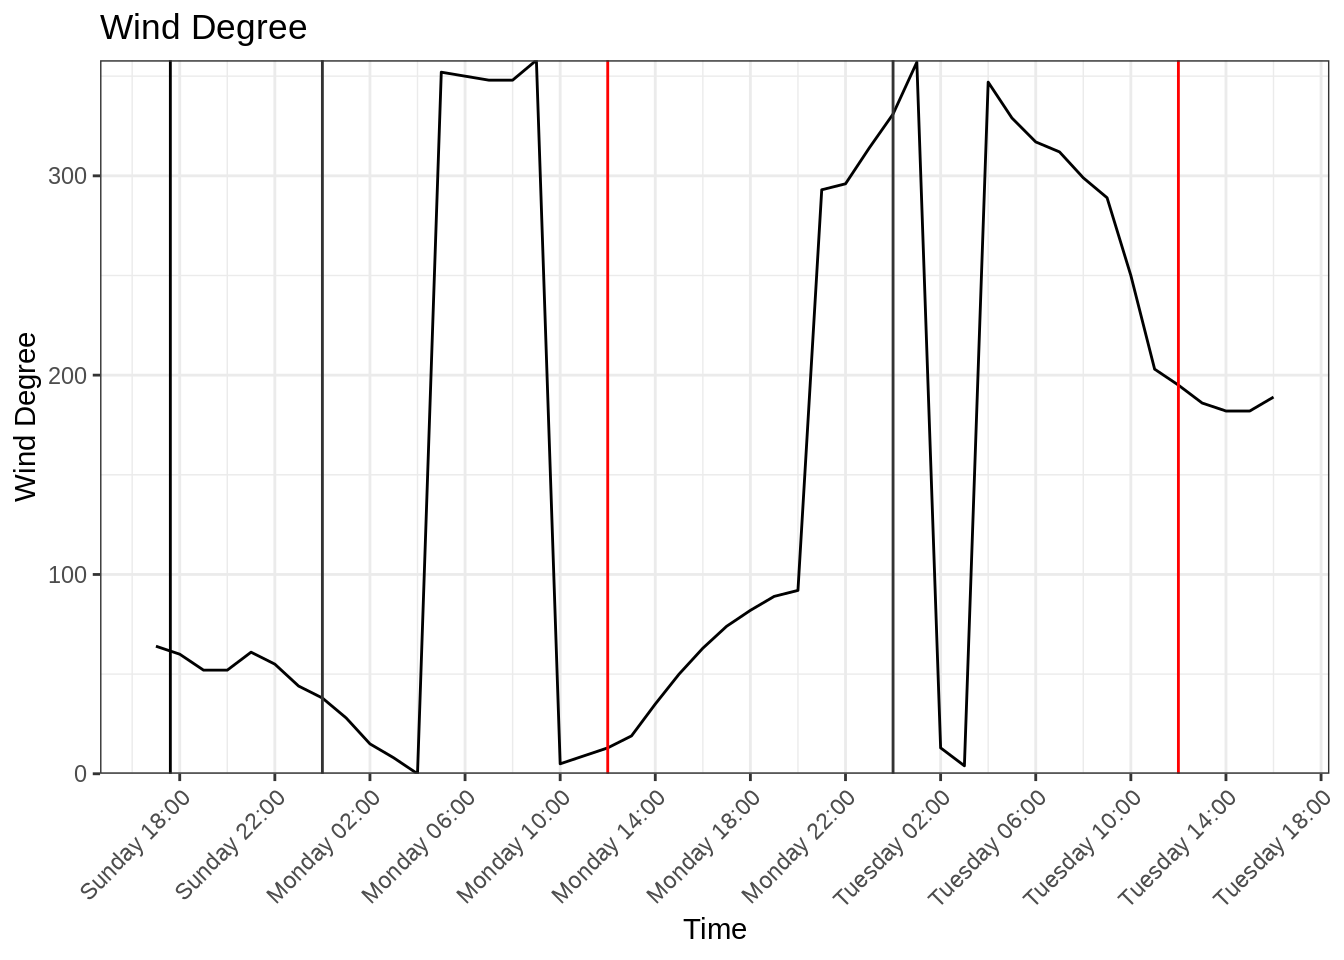 Wind Degree
Wind Degree
300
200
100
0
Sunday 18:00
Sunday 22:00
Monday 02:00
Monday 06:00
Monday 10:00
Monday 14:00
Monday 18:00
Monday 22:00
Tuesday 02:00
Tuesday 06:00
Tuesday 10:00
Tuesday 14:00
Tuesday 18:00
Time